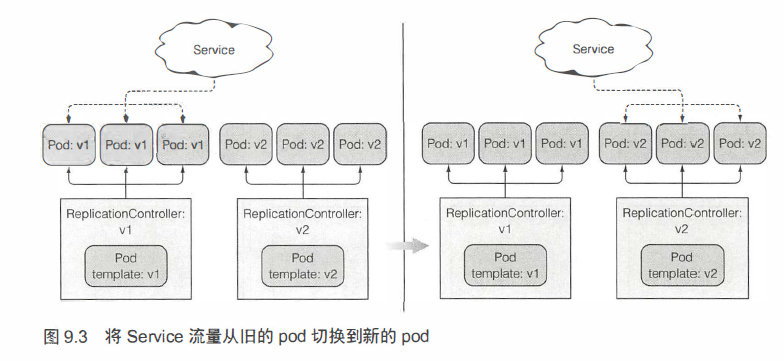 Service
Service
Pod: v1
Pod: v1
Pod: v1
Pod: v2
Pod: v2
Pod: v2
Pod: v1
Pod: v1
Pod: v1
Pod: v2
Pod: v2
Pod: v2
ReplicationController:
v1
Pod
template: v1
ReplicationController:
v2
Pod
template: v2
ReplicationController:
v1
Pod
template: v1
ReplicationController:
v2
Pod
template: v2
图 9.3 将 Service 流量从旧的 pod 切换到新的 pod